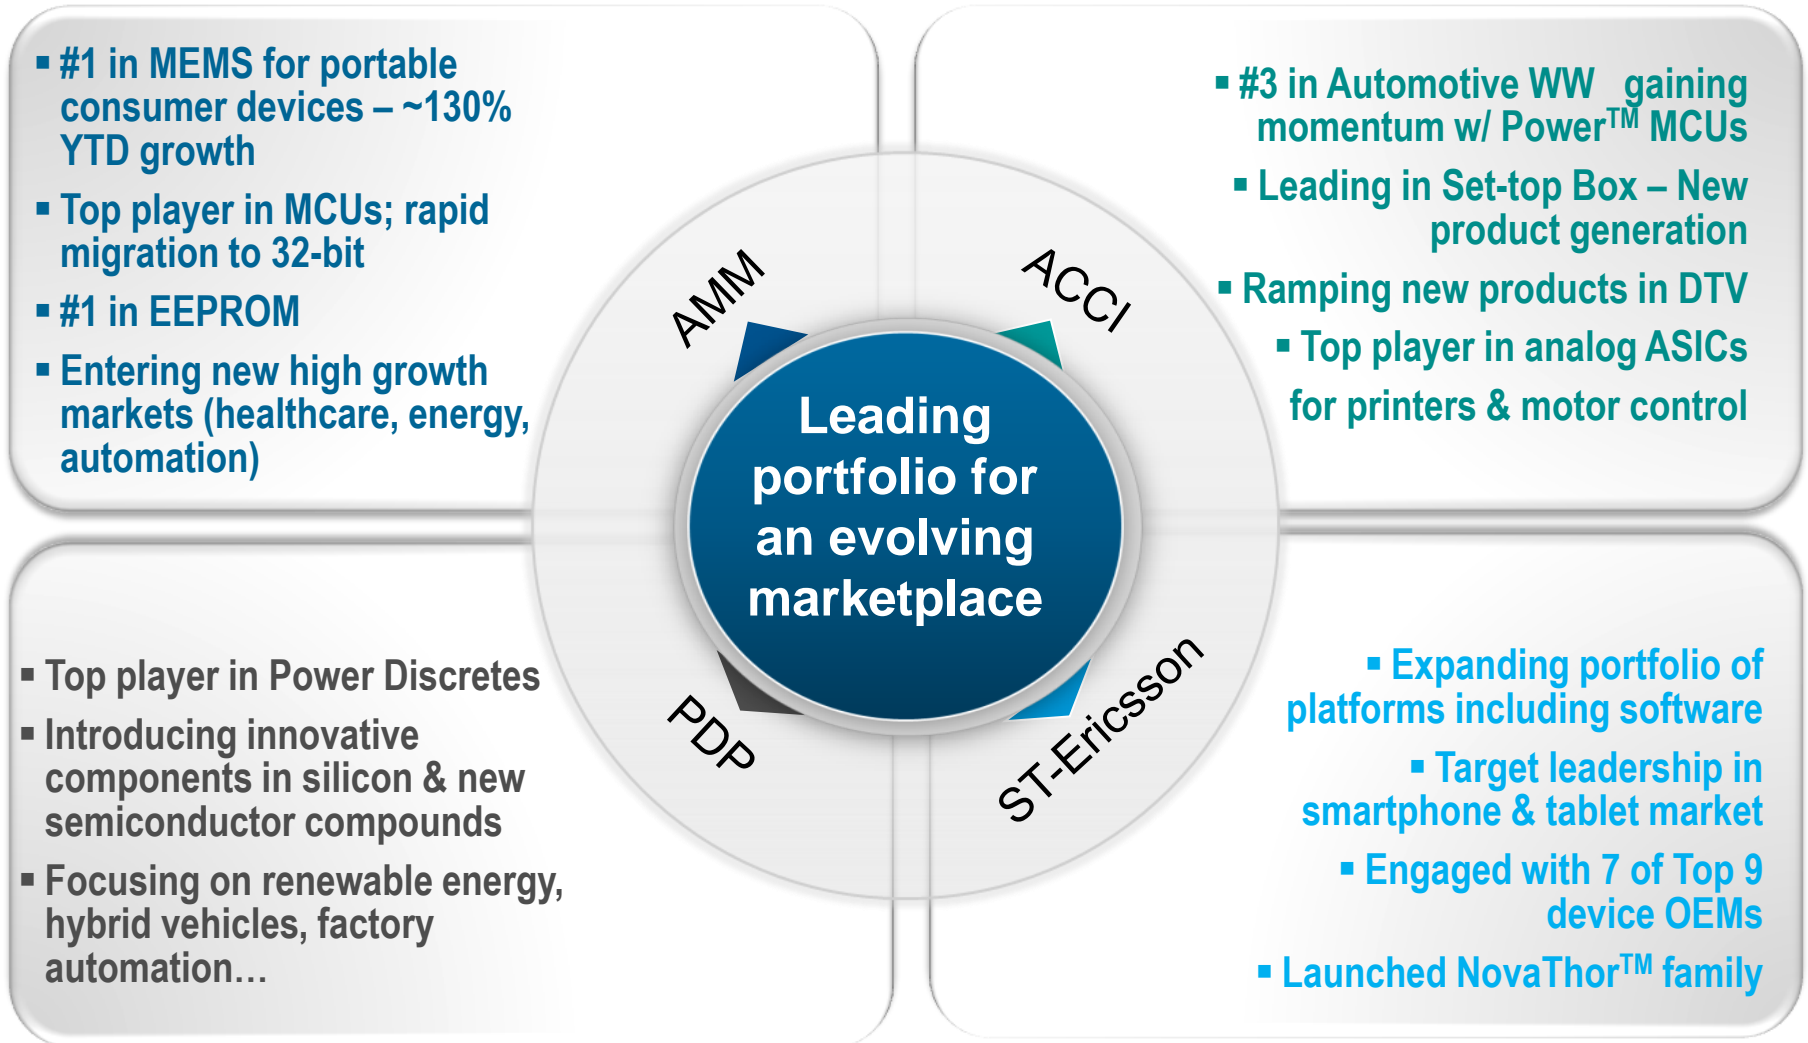 ▪ #1 in MEMS for portable
consumer devices – ~130%
YTD growth
▪ Top player in MCUs; rapid
migration to 32-bit
▪ #1 in EEPROM
▪ Entering new high growth
markets (healthcare, energy,
automation)
▪ #3 in Automotive WW gaining
momentum w/ Power™ MCUs
▪ Leading in Set-top Box – New
product generation
▪ Ramping new products in DTV
▪ Top player in analog ASICs
for printers & motor control
AMM
ACCI
Leading
portfolio for
an evolving
marketplace
PDP
ST-Ericsson
▪ Top player in Power Discretes
▪ Introducing innovative
components in silicon & new
semiconductor compounds
▪ Focusing on renewable energy,
hybrid vehicles, factory
automation…
▪ Expanding portfolio of
platforms including software
▪ Target leadership in
smartphone & tablet market
▪ Engaged with 7 of Top 9
device OEMs
▪ Launched NovaThor™ family